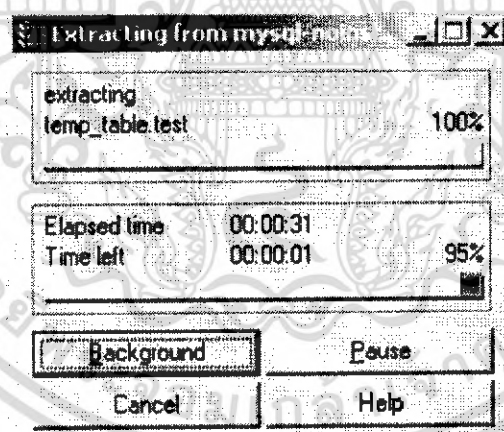 Extracting from mysql-noins
extracting
temp_table.test 100%
Elapsed time 00:00:31
Time left 00:00:01 95%
Background Pause
Cancel Help